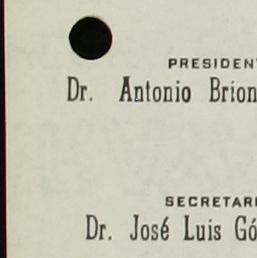 PRESIDEN
Dr. Antonio Brion
SECRETAR
Dr. José Luis Gó